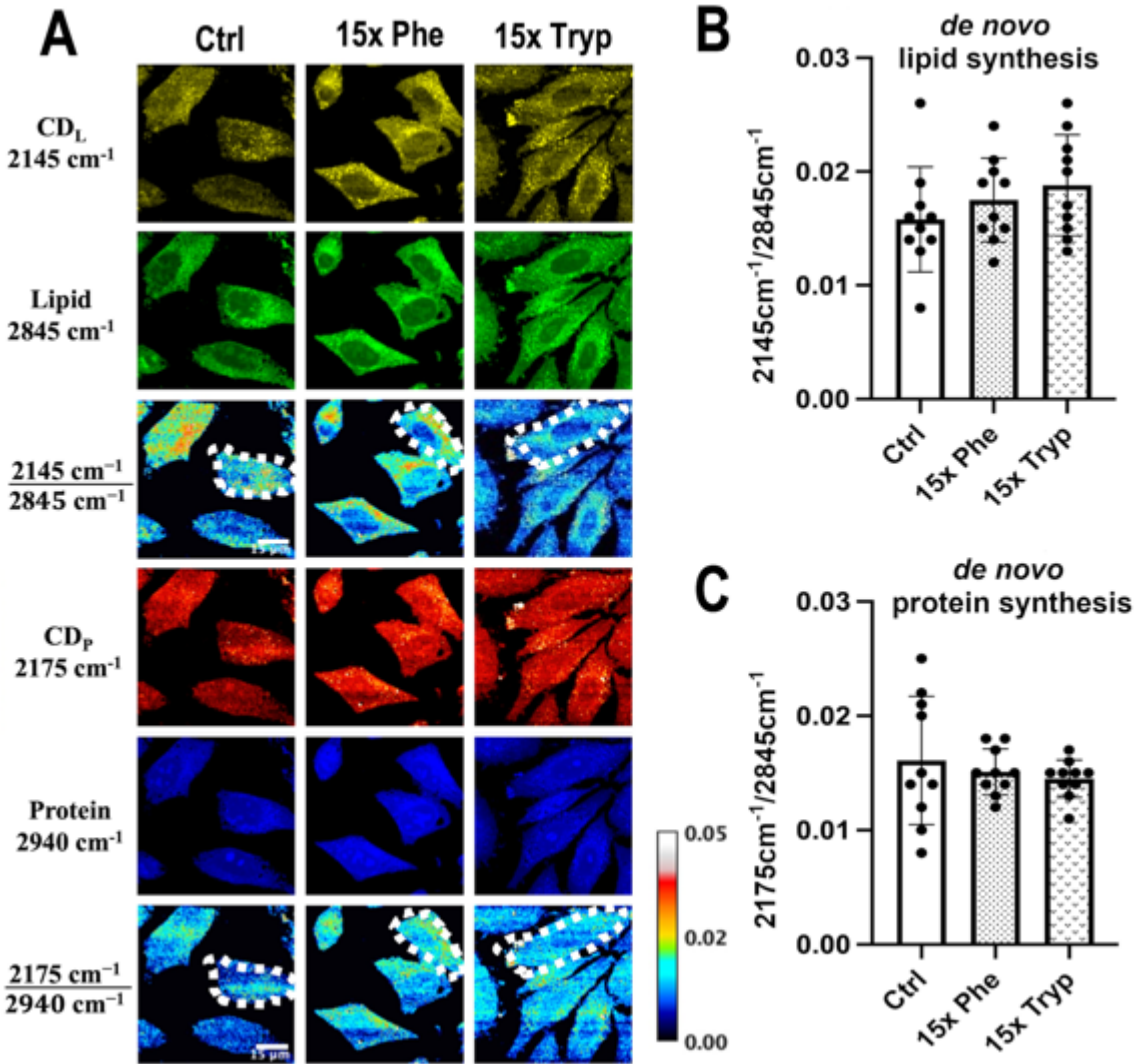 A
Ctrl
15x Phe
15x Tryp
CD_L
2145 cm⁻¹
Lipid
2845 cm⁻¹
2145 cm⁻¹
2845 cm⁻¹
15 µm
CD_P
2175 cm⁻¹
Protein
2940 cm⁻¹
2175 cm⁻¹
2940 cm⁻¹
15 µm
0.05
0.02
0.00
B
de novo
lipid synthesis
2145cm⁻¹/2845cm⁻¹
0.03
0.02
0.01
0.00
Ctrl
15x Phe
15x Tryp
C
de novo
protein synthesis
2175cm⁻¹/2845cm⁻¹
0.03
0.02
0.01
0.00
Ctrl
15x Phe
15x Tryp